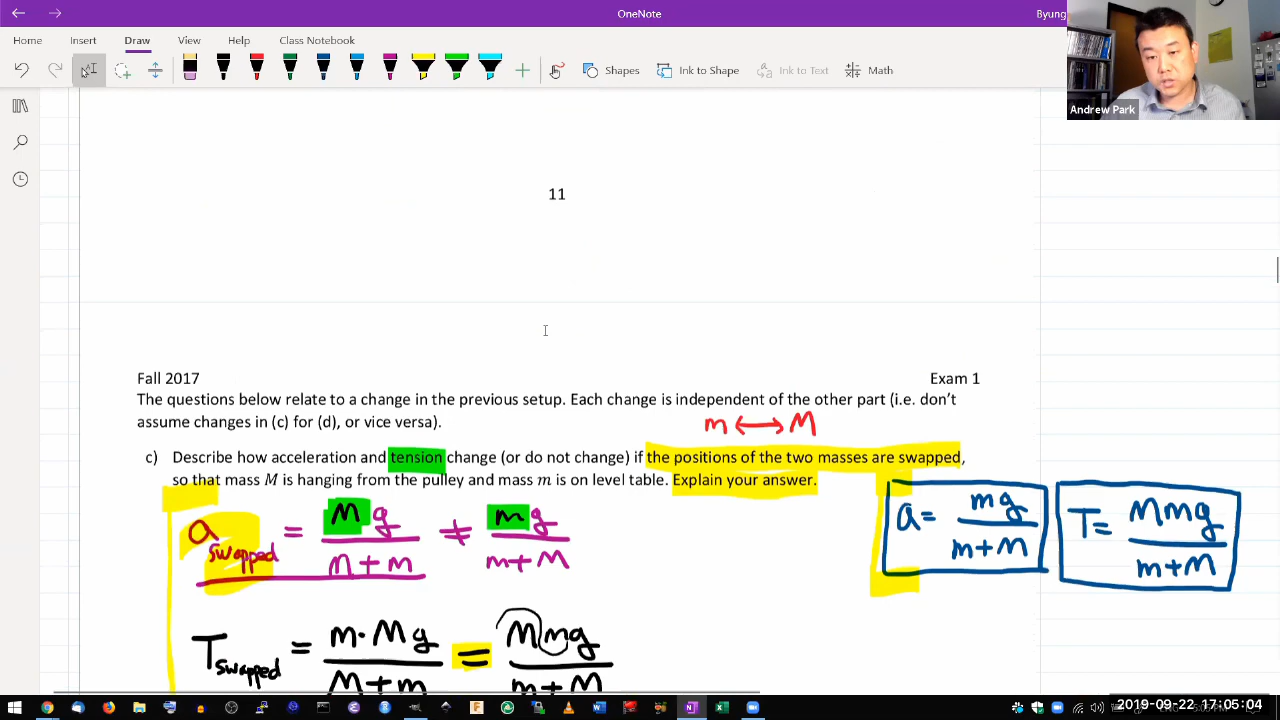 OneNote
Byung
Home Insert Draw View Help Class Notebook
Shapes Ink to Shape Ink to Text Math
Andrew Park
11
Fall 2017 Exam 1
The questions below relate to a change in the previous setup. Each change is independent of the other part (i.e. don't
assume changes in (c) for (d), or vice versa).
m ↔ M
c) Describe how acceleration and tension change (or do not change) if the positions of the two masses are swapped,
so that mass M is hanging from the pulley and mass m is on level table. Explain your answer.
a swapped = Mg / M+m ≠ mg / m+M
a = mg / m+M
T = Mmg / m+M
T swapped = m·Mg / M+m = Mmg / m+M
2019-09-22 17:05:04